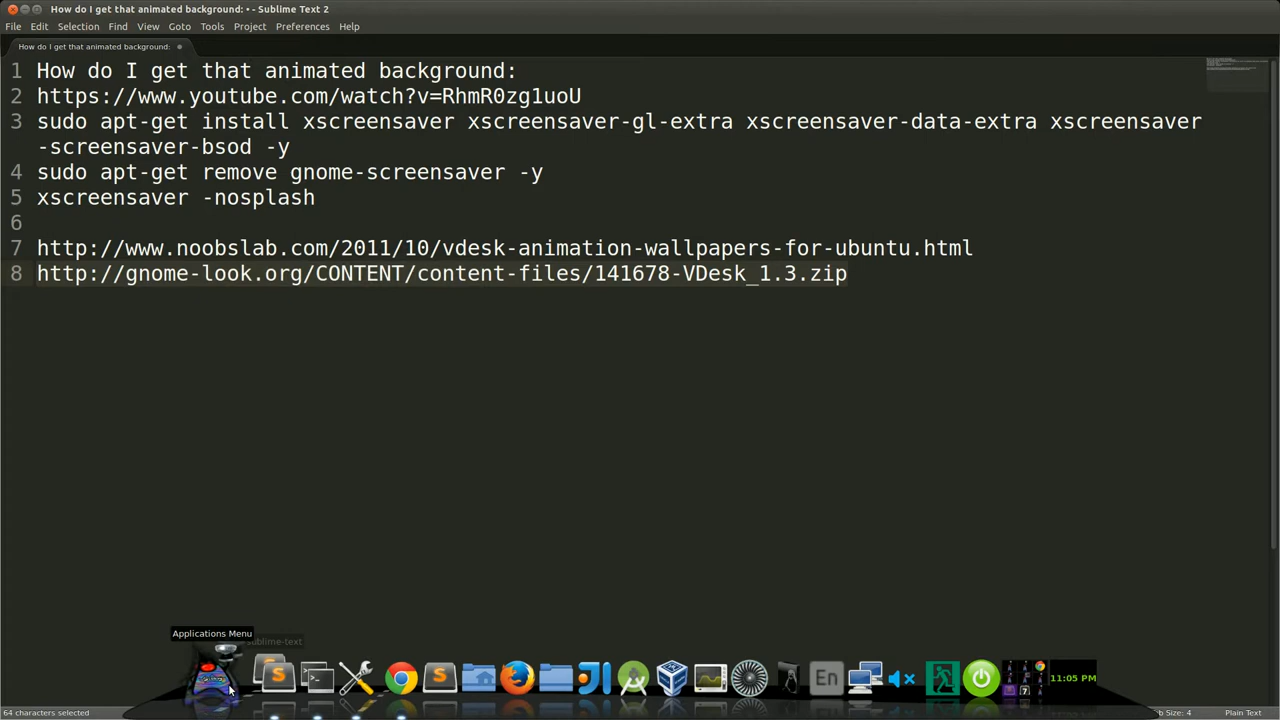 How do I get that animated background: • - Sublime Text 2
File Edit Selection Find View Goto Tools Project Preferences Help
How do I get that animated background:
1 How do I get that animated background:
2 https://www.youtube.com/watch?v=RhmR0zg1uoU
3 sudo apt-get install xscreensaver xscreensaver-gl-extra xscreensaver-data-extra xscreensaver
-screensaver-bsod -y
4 sudo apt-get remove gnome-screensaver -y
5 xscreensaver -nosplash
6
7 http://www.noobslab.com/2011/10/vdesk-animation-wallpapers-for-ubuntu.html
8 http://gnome-look.org/CONTENT/content-files/141678-VDesk_1.3.zip
Applications Menu
sublime-text
En
7
11:05 PM
64 characters selected
b Size: 4 Plain Text